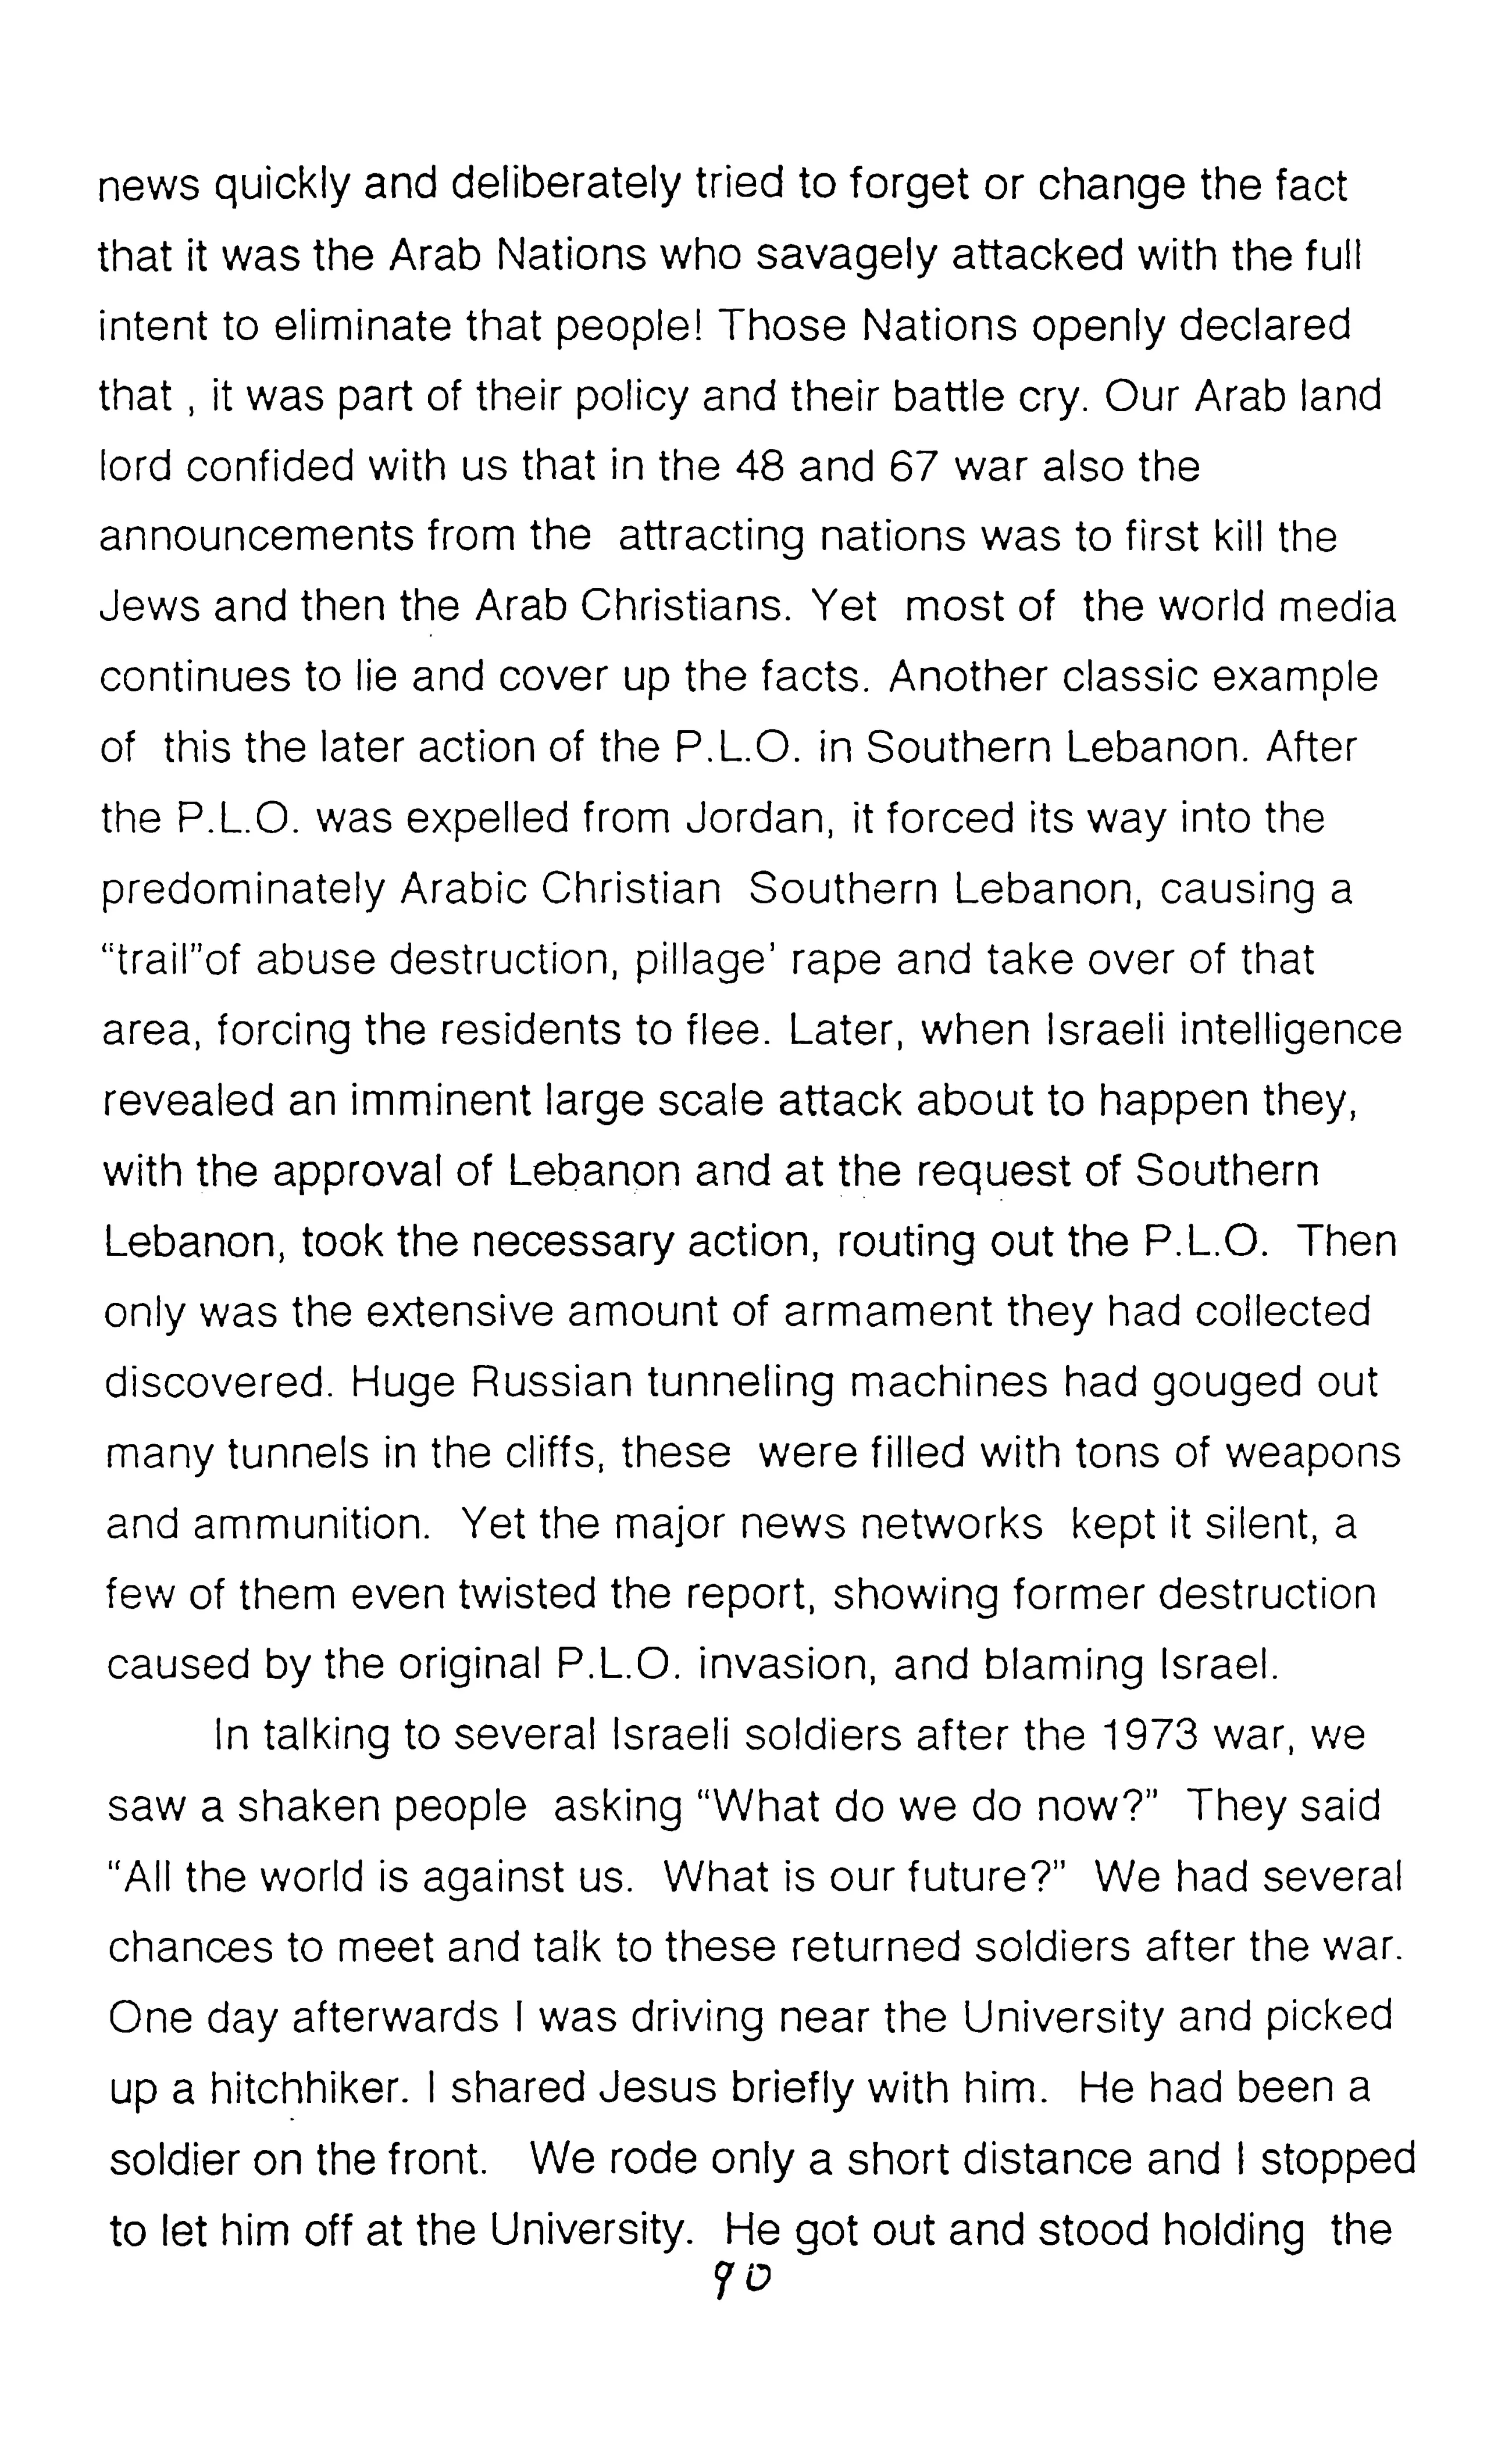 news quickly and deliberately tried to forget or change the fact
that it was the Arab Nations who savagely attacked with the full
intent to eliminate that people! Those Nations openly declared
that , it was part of their policy and their battle cry. Our Arab land
lord confided with us that in the 48 and 67 war also the
announcements from the attracting nations was to first kill the
Jews and then the Arab Christians. Yet most of the world media
continues to lie and cover up the facts. Another classic example
of this the later action of the P.L.O. in Southern Lebanon. After
the P.L.O. was expelled from Jordan, it forced its way into the
predominately Arabic Christian Southern Lebanon, causing a
“trail”of abuse destruction, pillage’ rape and take over of that
area, forcing the residents to flee. Later, when Israeli intelligence
revealed an imminent large scale attack about to happen they,
with the approval of Lebanon and at the request of Southern
Lebanon, took the necessary action, routing out the P.L.O. Then
only was the extensive amount of armament they had collected
discovered. Huge Russian tunneling machines had gouged out
many tunnels in the cliffs, these were filled with tons of weapons
and ammunition. Yet the major news networks kept it silent, a
few of them even twisted the report, showing former destruction
caused by the original P.L.O. invasion, and blaming Israel.
In talking to several Israeli soldiers after the 1973 war, we
saw a shaken people asking “What do we do now?” They said
“All the world is against us. What is our future?” We had several
chances to meet and talk to these returned soldiers after the war.
One day afterwards I was driving near the University and picked
up a hitchhiker. I shared Jesus briefly with him. He had been a
soldier on the front. We rode only a short distance and I stopped
to let him off at the University. He got out and stood holding the
90